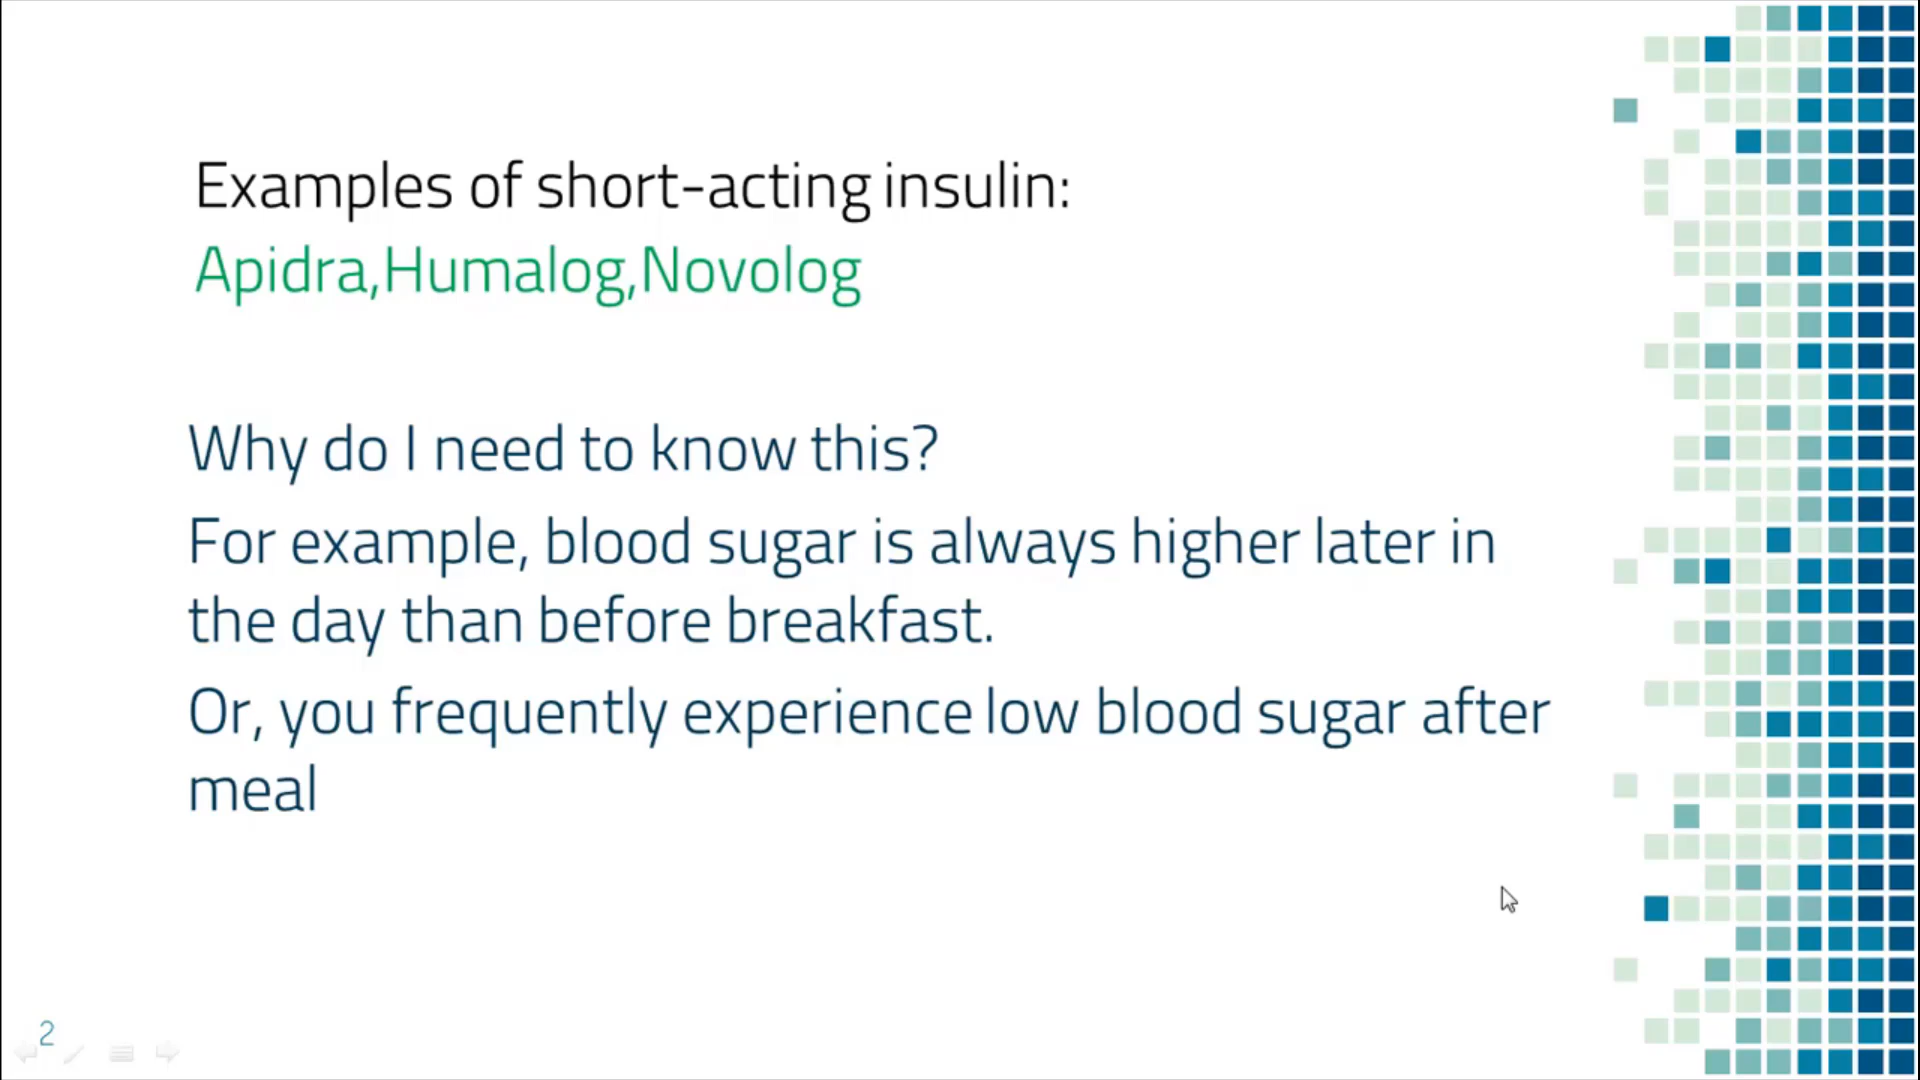 Examples of short-acting insulin:
Apidra,Humalog,Novolog
Why do I need to know this?
For example, blood sugar is always higher later in
the day than before breakfast.
Or, you frequently experience low blood sugar after
meal
2